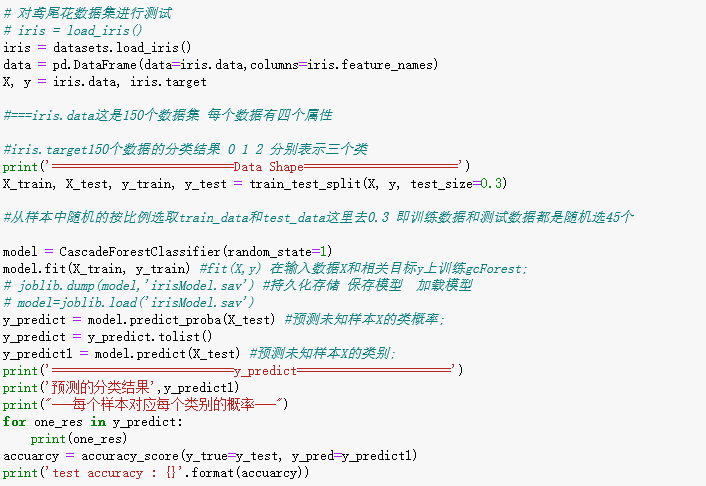 # 对鸢尾花数据集进行测试
# iris = load_iris()
iris = datasets.load_iris()
data = pd.DataFrame(data=iris.data,columns=iris.feature_names)
X, y = iris.data, iris.target
#===iris.data这是150个数据集 每个数据有四个属性
#iris.target150个数据的分类结果 0 1 2 分别表示三个类
print('==========================Data Shape==========================')
X_train, X_test, y_train, y_test = train_test_split(X, y, test_size=0.3)
#从样本中随机的按比例选取train_data和test_data这里去0.3 即训练数据和测试数据都是随机选45个
model = CascadeForestClassifier(random_state=1)
model.fit(X_train, y_train) #fit(X,y) 在输入数据X和相关目标y上训练gcForest;
# joblib.dump(model,'irisModel.sav') #持久化存储 保存模型  加载模型
# model=joblib.load('irisModel.sav')
y_predict = model.predict_proba(X_test) #预测未知样本X的类概率;
y_predict = y_predict.tolist()
y_predict1 = model.predict(X_test) #预测未知样本X的类别;
print('==========================y_predict======================')
print('预测的分类结果',y_predict1)
print("---每个样本对应每个类别的概率---")
for one_res in y_predict:
    print(one_res)
accuarcy = accuracy_score(y_true=y_test, y_pred=y_predict1)
print('test accuracy : {}'.format(accuarcy))